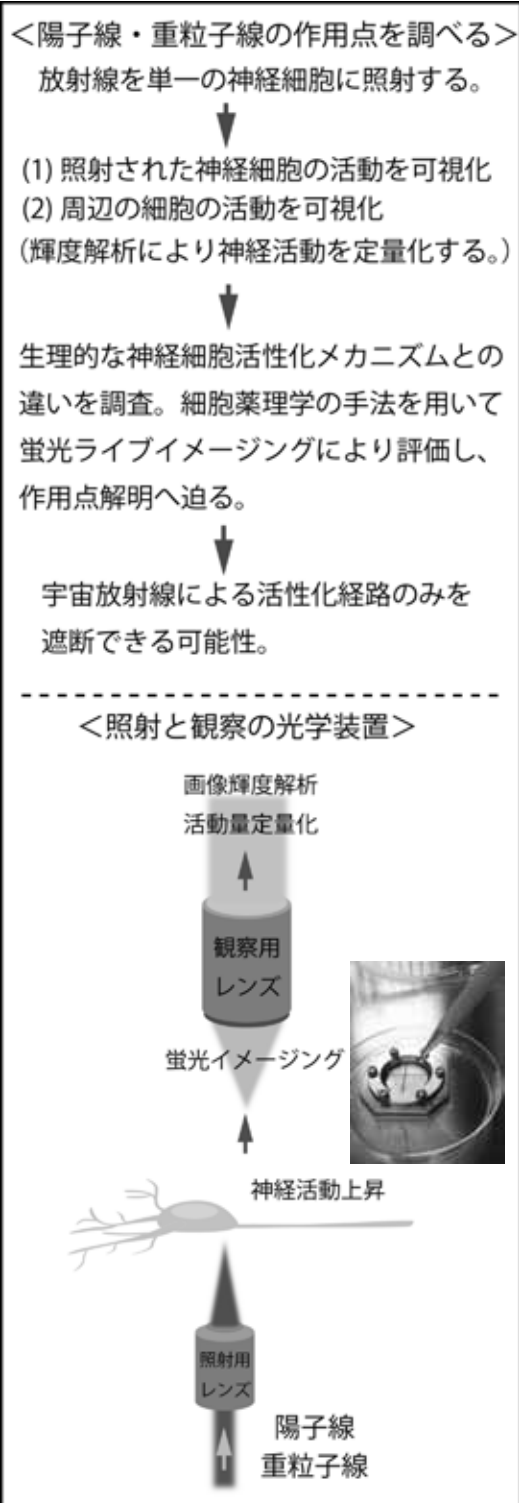 ＜陽子線・重粒子線の作用点を調べる＞
放射線を単一の神経細胞に照射する。
(1) 照射された神経細胞の活動を可視化
(2) 周辺の細胞の活動を可視化
（輝度解析により神経活動を定量化する。）
生理的な神経細胞活性化メカニズムとの
違いを調査。細胞薬理学の手法を用いて
蛍光ライブイメージングにより評価し、
作用点解明へ迫る。
宇宙放射線による活性化経路のみを
遮断できる可能性。
＜照射と観察の光学装置＞
画像輝度解析
活動量定量化
観察用
レンズ
蛍光イメージング
神経活動上昇
照射用
レンズ
陽子線
重粒子線